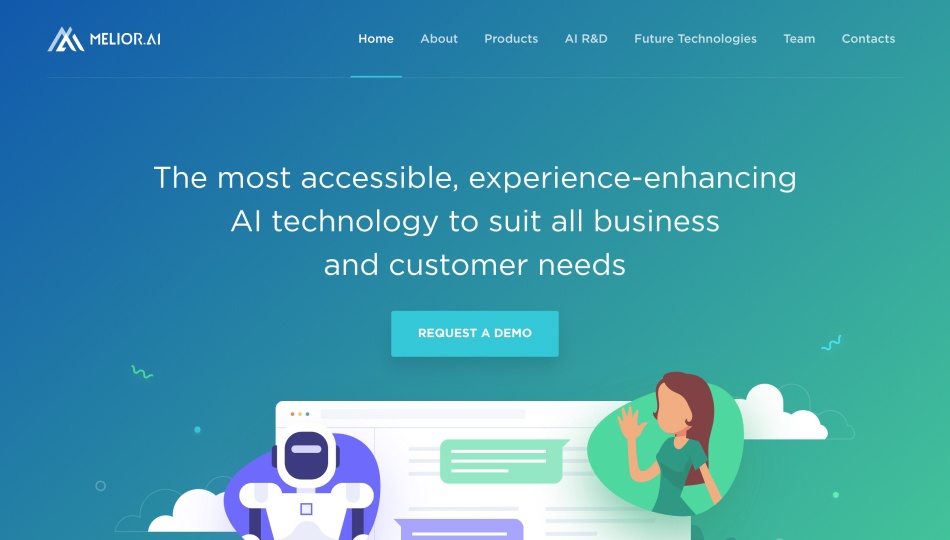 MELIOR.AI
Home About Products AI R&D Future Technologies Team Contacts
The most accessible, experience-enhancing
AI technology to suit all business
and customer needs
REQUEST A DEMO